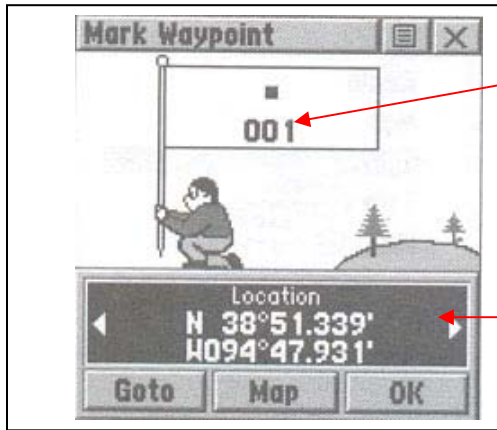 Mark Waypoint
001
Location
N 38°51.339'
W094°47.931'
Goto Map OK